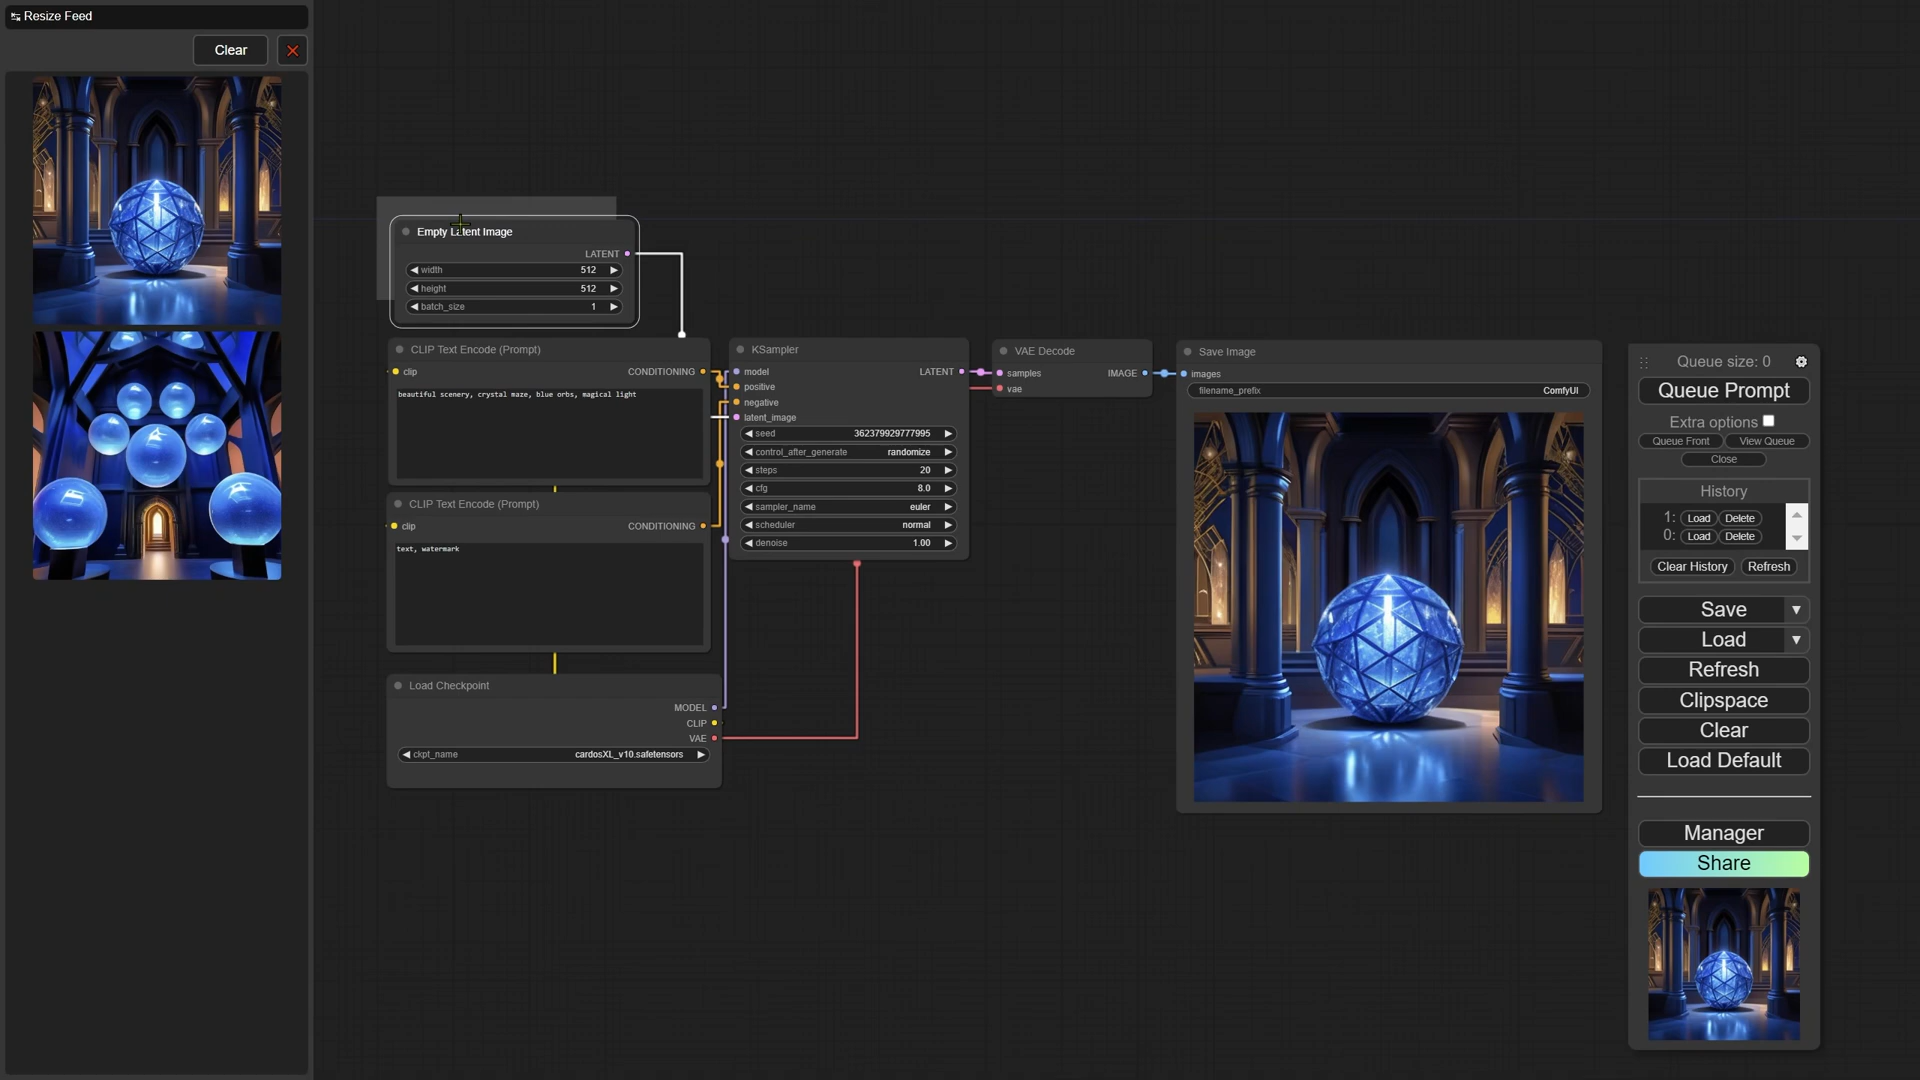 Resize Feed
Clear
Empty Latent Image
LATENT
width 512
height 512
batch_size 1
CLIP Text Encode (Prompt)
clip CONDITIONING
beautiful scenery, crystal maze, blue orbs, magical light
CLIP Text Encode (Prompt)
clip CONDITIONING
text, watermark
Load Checkpoint
MODEL
CLIP
VAE
ckpt_name cardosXL_v10.safetensors
KSampler
model LATENT
positive
negative
latent_image
seed 362379929777995
control_after_generate randomize
steps 20
cfg 8.0
sampler_name euler
scheduler normal
denoise 1.00
VAE Decode
samples IMAGE
vae
Save Image
images
filename_prefix ComfyUI
Queue size: 0
Queue Prompt
Extra options
Queue Front View Queue
Close
History
1: Load Delete
0: Load Delete
Clear History Refresh
Save
Load
Refresh
Clipspace
Clear
Load Default
Manager
Share